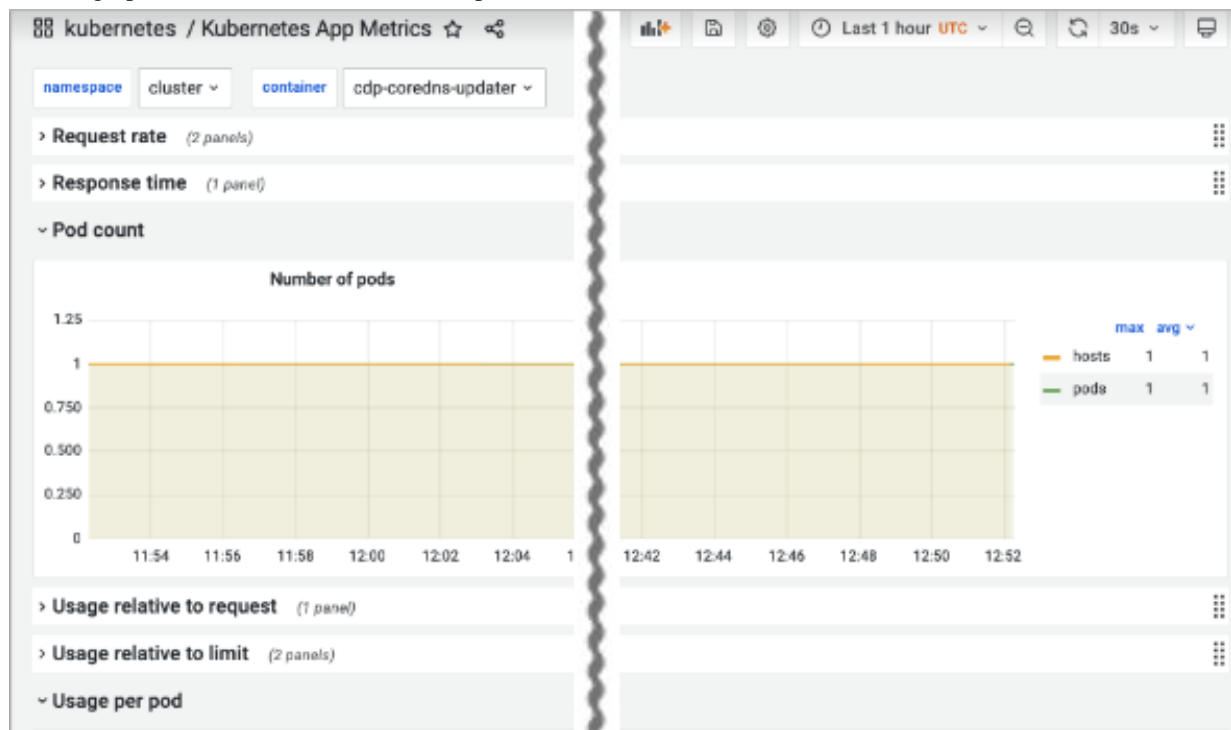 kubernetes / Kubernetes App Metrics
Last 1 hour UTC
30s
namespace cluster container cdp-coredns-updater
Request rate (2 panels)
Response time (1 panel)
Pod count
Number of pods
1.25
1
0.750
0.500
0.250
0
11:54 11:56 11:58 12:00 12:02 12:04 1 12:42 12:44 12:46 12:48 12:50 12:52
max avg
hosts 1 1
pods 1 1
Usage relative to request (1 panel)
Usage relative to limit (2 panels)
Usage per pod